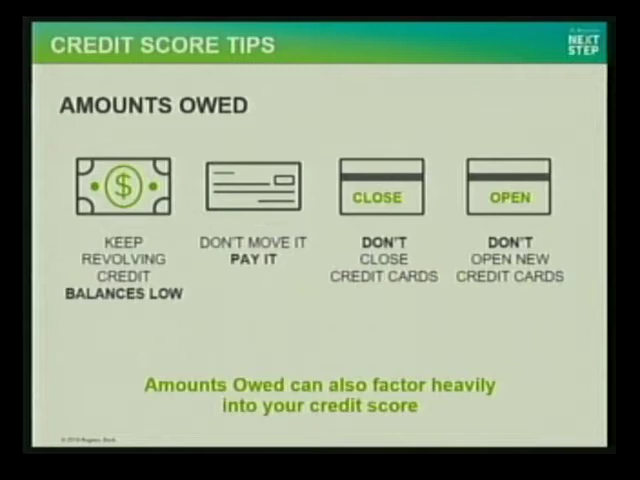 CREDIT SCORE TIPS
NEXT
STEP
AMOUNTS OWED
$
CLOSE
OPEN
KEEP
REVOLVING
CREDIT
BALANCES LOW
DON'T MOVE IT
PAY IT
DON'T
CLOSE
CREDIT CARDS
DON'T
OPEN NEW
CREDIT CARDS
Amounts Owed can also factor heavily
into your credit score